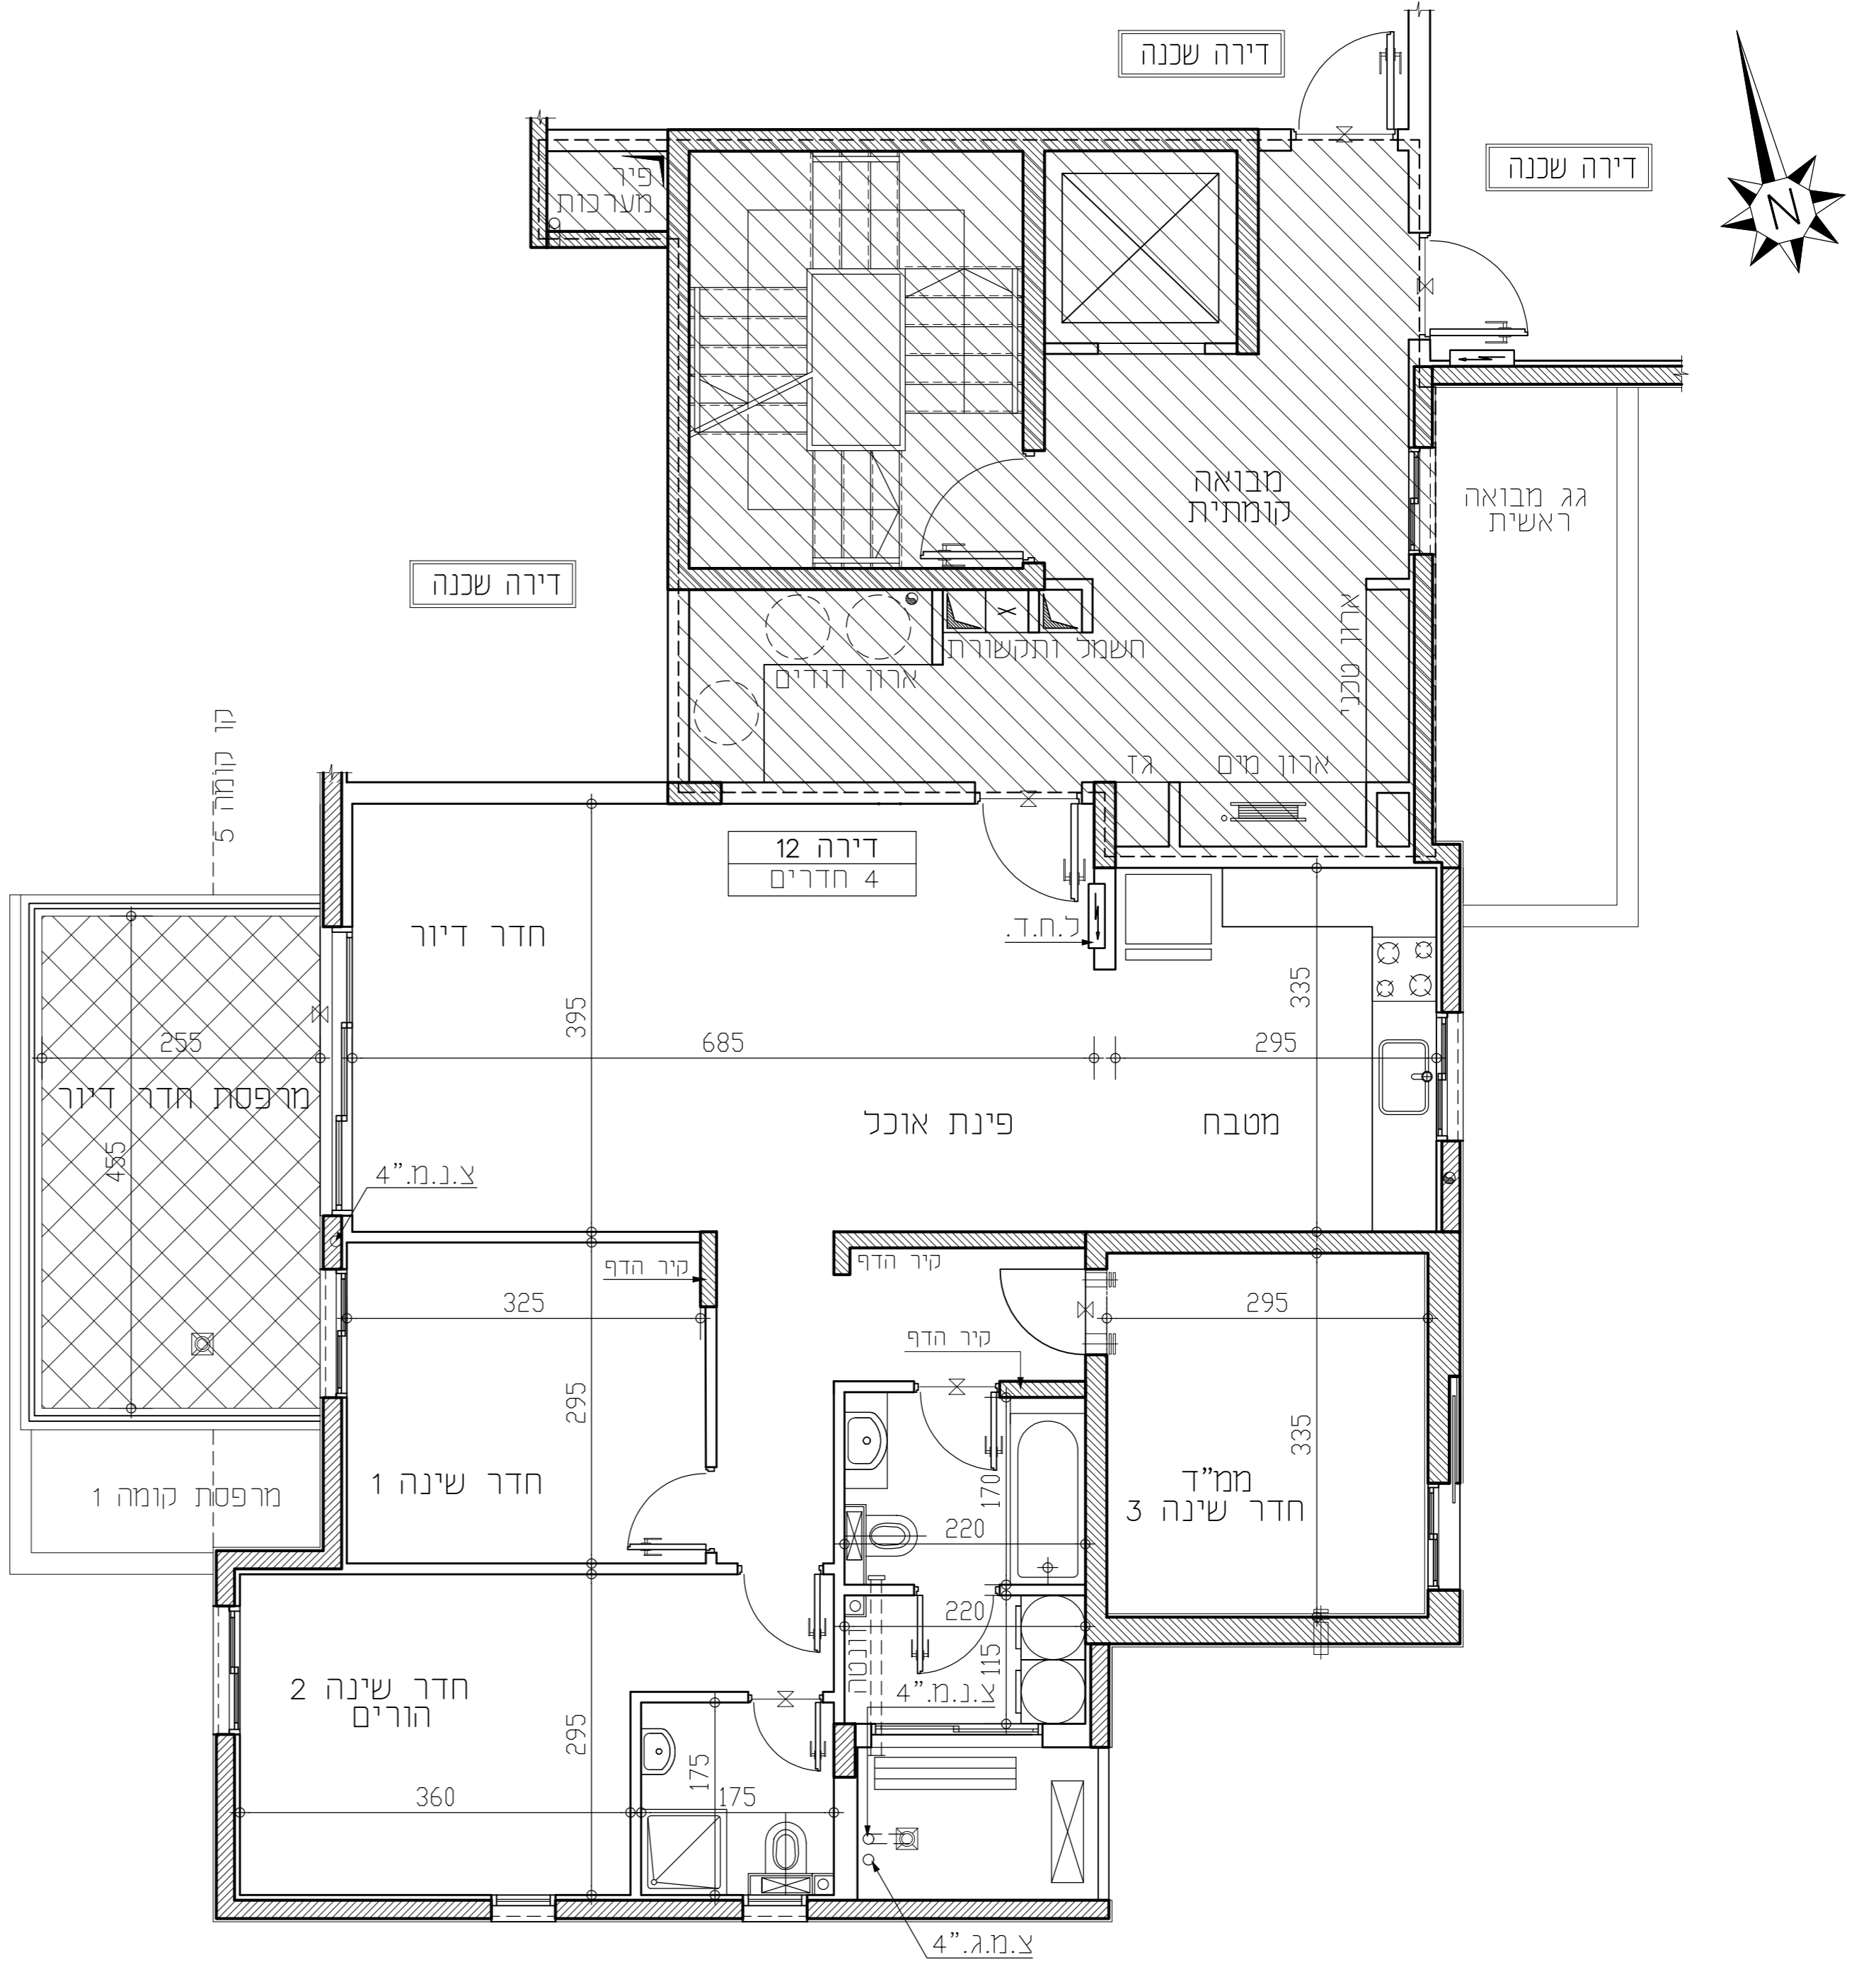 דירה שכנה
דירה שכנה
N
פיר
מערכות
מבואה
קומתית
גג מבואה
ראשית
דירה שכנה
חשמל ותקשורת
ארון דודים
ארון טכני
גז
ארון מים
קו קומה 5
דירה 12
4 חדרים
חדר דיור
ל.ח.ד.
395
335
255
685
295
מרפסת חדר דיור
פינת אוכל
מטבח
455
צ.נ.מ."4
קיר הדף
קיר הדף
325
295
קיר הדף
295
335
170
חדר שינה 1
ממ"ד
חדר שינה 3
מרפסת קומה 1
220
220
115
ונטה
צ.נ.מ."4
חדר שינה 2
הורים
295
175
360
175
צ.מ.ג."4